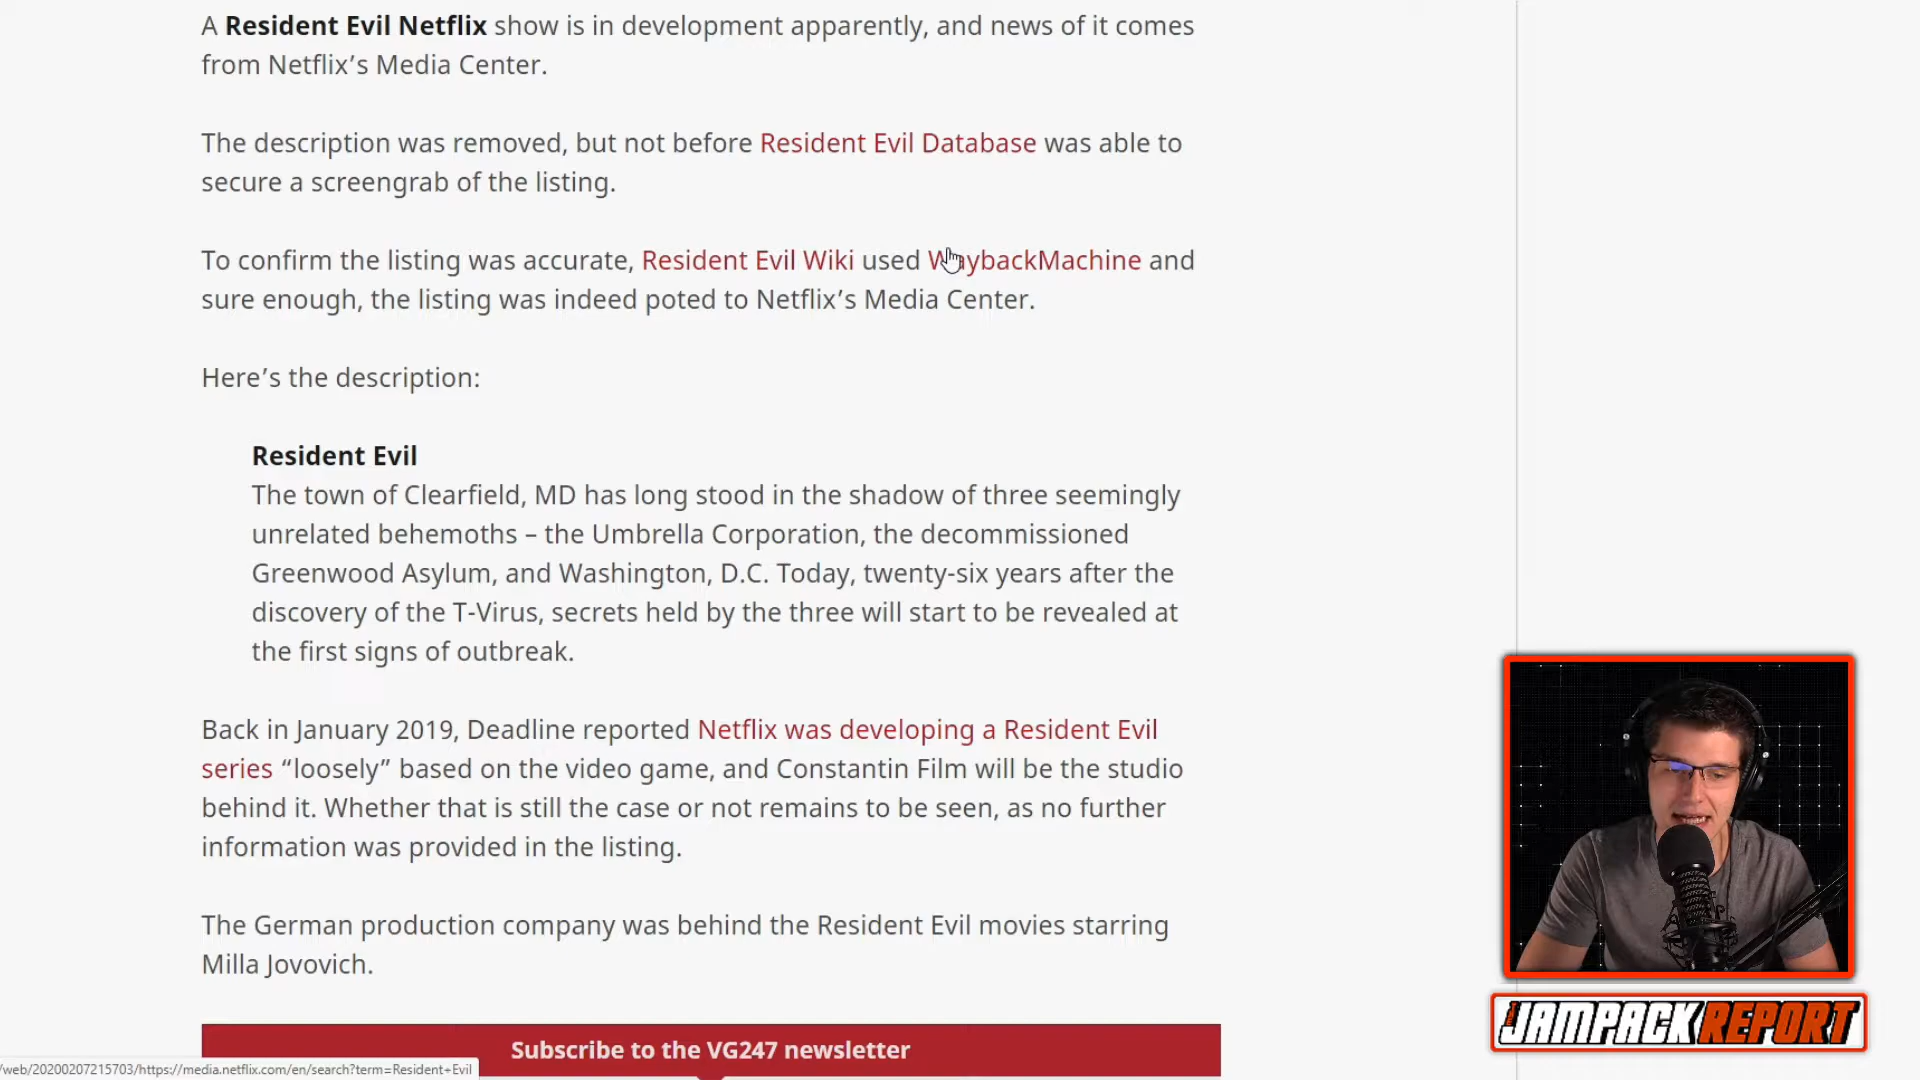 A Resident Evil Netflix show is in development apparently, and news of it comes
from Netflix’s Media Center.
The description was removed, but not before Resident Evil Database was able to
secure a screengrab of the listing.
To confirm the listing was accurate, Resident Evil Wiki used WaybackMachine and
sure enough, the listing was indeed poted to Netflix’s Media Center.
Here’s the description:
Resident Evil
The town of Clearfield, MD has long stood in the shadow of three seemingly
unrelated behemoths – the Umbrella Corporation, the decommissioned
Greenwood Asylum, and Washington, D.C. Today, twenty-six years after the
discovery of the T-Virus, secrets held by the three will start to be revealed at
the first signs of outbreak.
Back in January 2019, Deadline reported Netflix was developing a Resident Evil
series “loosely” based on the video game, and Constantin Film will be the studio
behind it. Whether that is still the case or not remains to be seen, as no further
information was provided in the listing.
The German production company was behind the Resident Evil movies starring
Milla Jovovich.
Subscribe to the VG247 newsletter
/web/20200207215703/https://media.netflix.com/en/search?term=Resident+Evil
THE JAMPACK REPORT